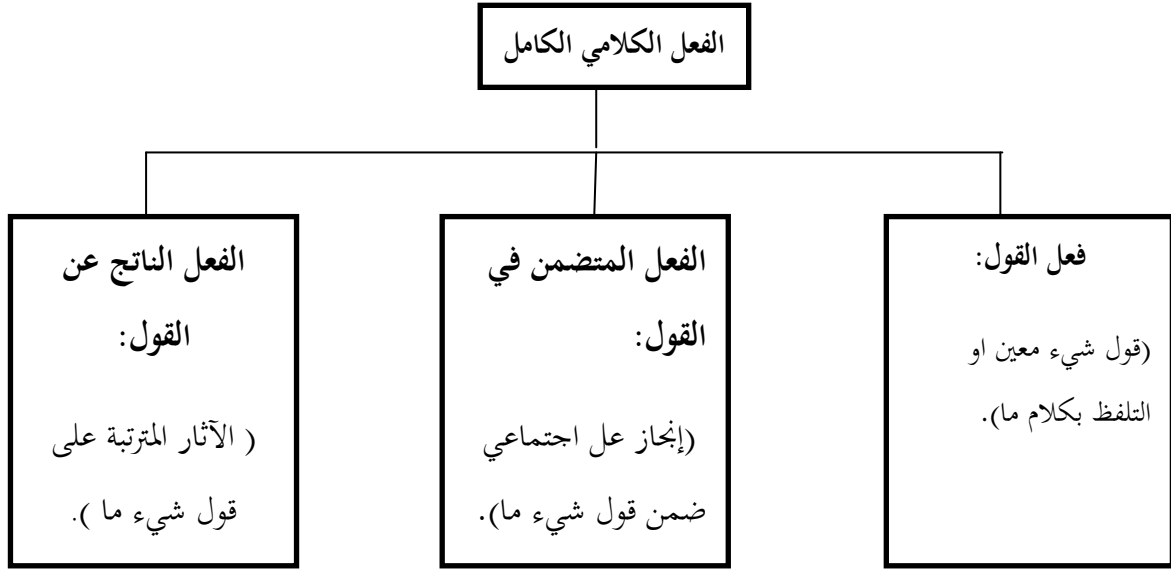 الفعل الكلامي الكامل
فعل القول:
(قول شيء معين او
التلفظ بكلام ما).
الفعل المتضمن في
القول:
(إنجاز عل اجتماعي
ضمن قول شيء ما).
الفعل الناتج عن
القول:
( الآثار المترتبة على
قول شيء ما ).